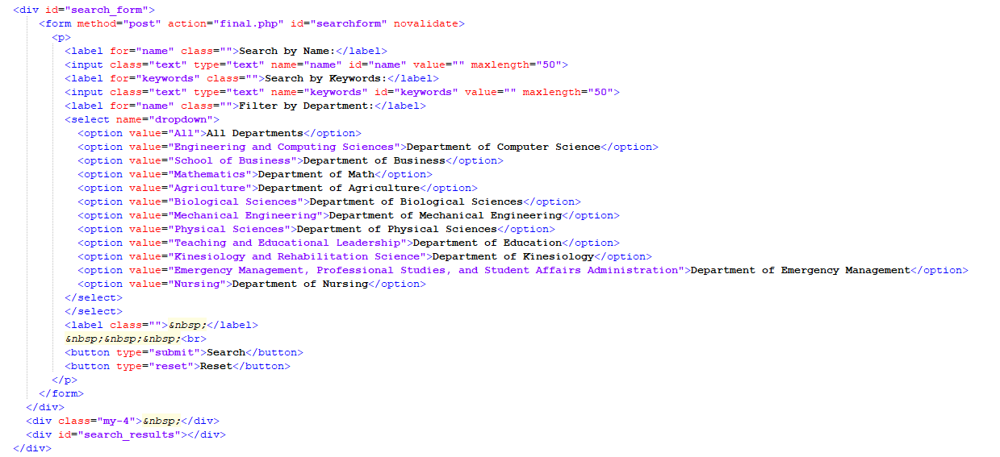 <div id="search_form">
<form method="post" action="final.php" id="searchform" novalidate>
<p>
<label for="name" class="">Search by Name:</label>
<input class="text" type="text" name="name" id="name" value="" maxlength="50">
<label for="keywords" class="">Search by Keywords:</label>
<input class="text" type="text" name="keywords" id="keywords" value="" maxlength="50">
<label for="name" class="">Filter by Department:</label>
<select name="dropdown">
<option value="All">All Departments</option>
<option value="Engineering and Computing Sciences">Department of Computer Science</option>
<option value="School of Business">Department of Business</option>
<option value="Mathematics">Department of Math</option>
<option value="Agriculture">Department of Agriculture</option>
<option value="Biological Sciences">Department of Biological Sciences</option>
<option value="Mechanical Engineering">Department of Mechanical Engineering</option>
<option value="Physical Sciences">Department of Physical Sciences</option>
<option value="Teaching and Educational Leadership">Department of Education</option>
<option value="Kinesiology and Rehabilitation Science">Department of Kinesiology</option>
<option value="Emergency Management, Professional Studies, and Student Affairs Administration">Department of Emergency Management</option>
<option value="Nursing">Department of Nursing</option>
</select>
</select>
<label class="">&nbsp;</label>
&nbsp;&nbsp;&nbsp;<br>
<button type="submit">Search</button>
<button type="reset">Reset</button>
</p>
</form>
</div>
<div class="my-4">&nbsp;</div>
<div id="search_results"></div>
</div>